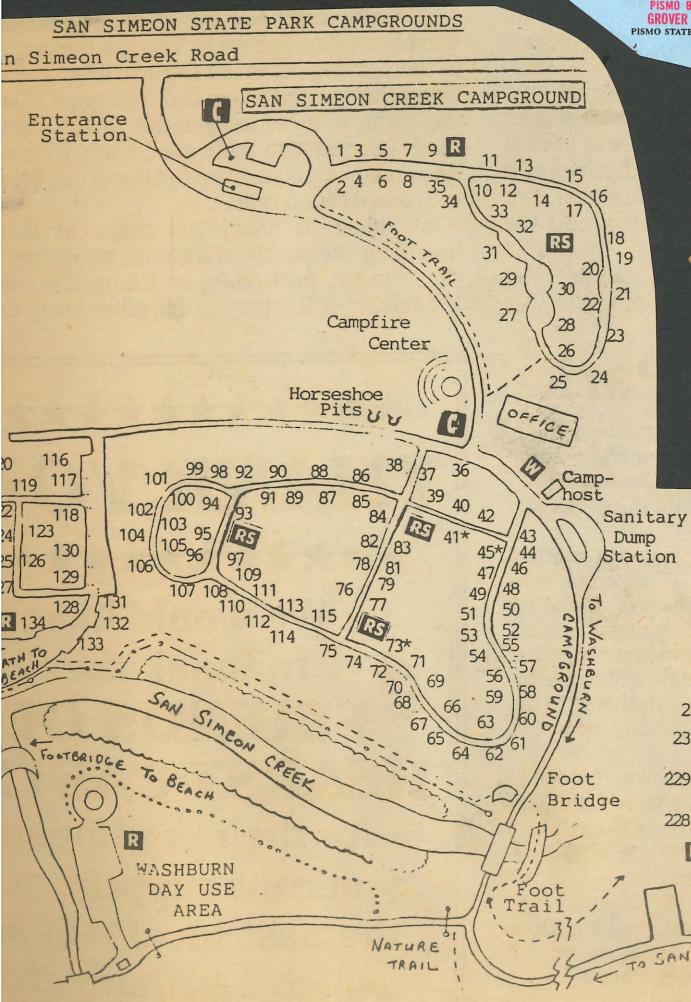 PISMO B
GROVER
PISMO STATE
SAN SIMEON STATE PARK CAMPGROUNDS
n Simeon Creek Road
SAN SIMEON CREEK CAMPGROUND
C
Entrance
Station
1 3 5 7 9 R 11 13 15
2 4 6 8 35 34 10 12 14 16
33 32 17
FOOT TRAIL
31 RS 18
19
29 30 20 21
27 28 22 23
26
25 24
Campfire
Center
Horseshoe
Pits
C
OFFICE
W
Camp-
host
Sanitary
Dump
Station
20 116
119 117
22 118
24 123
25 126 130
129
27 128 131
R 134 132
133
ATH TO
BEACH
101 99 98 92 90 88 86 38 37 36
102 100 94 93 91 89 87 85 39 40 42
104 103 95 RS 84 RS 41* 43
105 96 82 83 45* 44
106 97 78 81 47 46
107 108 109 76 79 49 48
110 111 77 51 50
112 113 115 RS 53 52
114 75 73* 54 55
74 72 71 56 57
70 69 59 58
68 66 63 60
67 65 64 62 61
TO WASHBURN
CAMPGROUND
SAN SIMEON CREEK
FOOTBRIDGE TO BEACH
2
23
229
228
Foot
Bridge
R
WASHBURN
DAY USE
AREA
Foot
Trail
NATURE
TRAIL
TO SAN